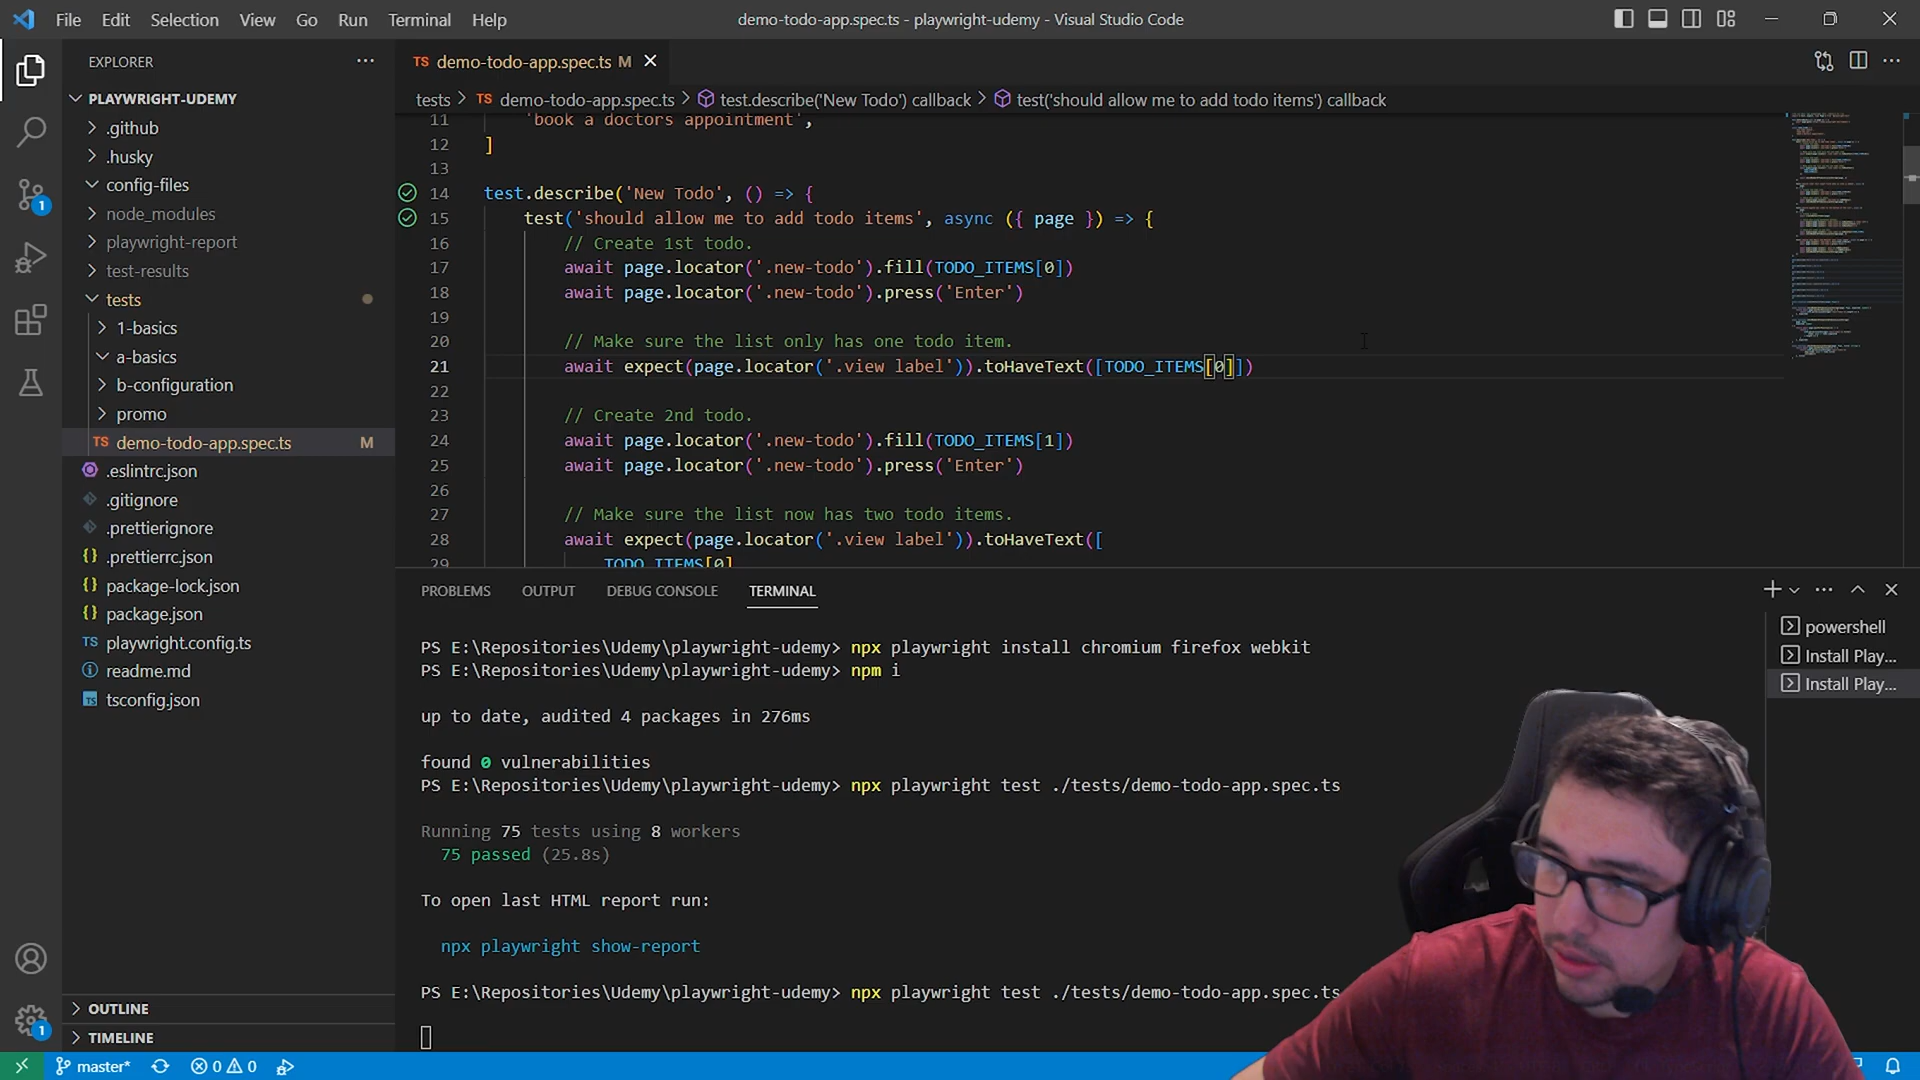 File Edit Selection View Go Run Terminal Help
demo-todo-app.spec.ts - playwright-udemy - Visual Studio Code
EXPLORER
PLAYWRIGHT-UDEMY
.github
.husky
config-files
node_modules
playwright-report
test-results
tests
1-basics
a-basics
b-configuration
promo
TS demo-todo-app.spec.ts M
.eslintrc.json
.gitignore
.prettierignore
{} .prettierrc.json
{} package-lock.json
{} package.json
TS playwright.config.ts
readme.md
tsconfig.json
OUTLINE
TIMELINE
TS demo-todo-app.spec.ts M
tests > TS demo-todo-app.spec.ts > test.describe('New Todo') callback > test('should allow me to add todo items') callback
11 'book a doctors appointment',
12 ]
13
14 test.describe('New Todo', () => {
15 test('should allow me to add todo items', async ({ page }) => {
16 // Create 1st todo.
17 await page.locator('.new-todo').fill(TODO_ITEMS[0])
18 await page.locator('.new-todo').press('Enter')
19
20 // Make sure the list only has one todo item.
21 await expect(page.locator('.view label')).toHaveText([TODO_ITEMS[0]])
22
23 // Create 2nd todo.
24 await page.locator('.new-todo').fill(TODO_ITEMS[1])
25 await page.locator('.new-todo').press('Enter')
26
27 // Make sure the list now has two todo items.
28 await expect(page.locator('.view label')).toHaveText([
29 TODO_ITEMS[0]
PROBLEMS OUTPUT DEBUG CONSOLE TERMINAL
PS E:\Repositories\Udemy\playwright-udemy> npx playwright install chromium firefox webkit
PS E:\Repositories\Udemy\playwright-udemy> npm i
up to date, audited 4 packages in 276ms
found 0 vulnerabilities
PS E:\Repositories\Udemy\playwright-udemy> npx playwright test ./tests/demo-todo-app.spec.ts
Running 75 tests using 8 workers
75 passed (25.8s)
To open last HTML report run:
npx playwright show-report
PS E:\Repositories\Udemy\playwright-udemy> npx playwright test ./tests/demo-todo-app.spec.ts
powershell
Install Play...
Install Play...
1
1
master* 0 0